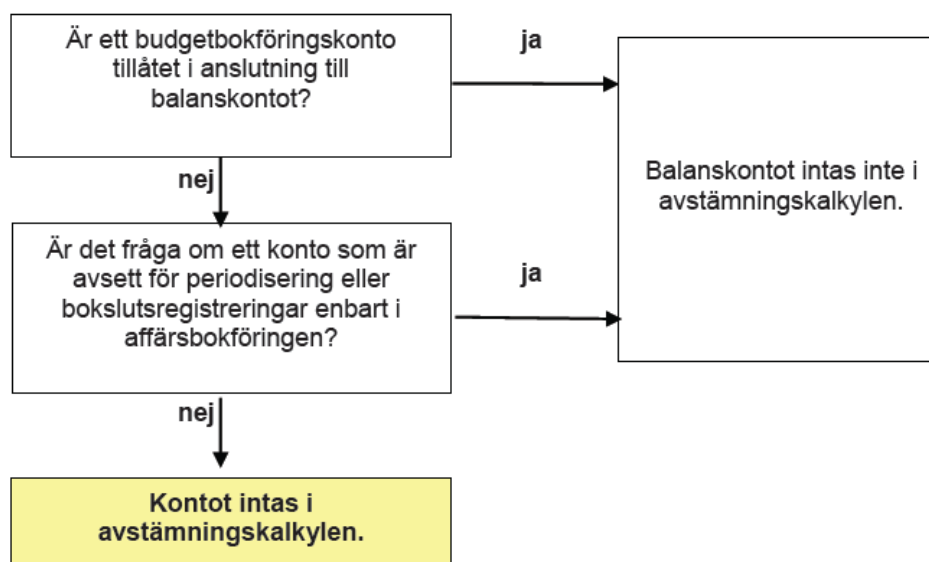 Är ett budgetbokföringskonto
tillåtet i anslutning till
balanskontot?
ja
Balanskontot intas inte i
avstämningskalkylen.
nej
Är det fråga om ett konto som är
avsett för periodisering eller
bokslutsregistreringar enbart i
affärsbokföringen?
ja
nej
Kontot intas i
avstämningskalkylen.